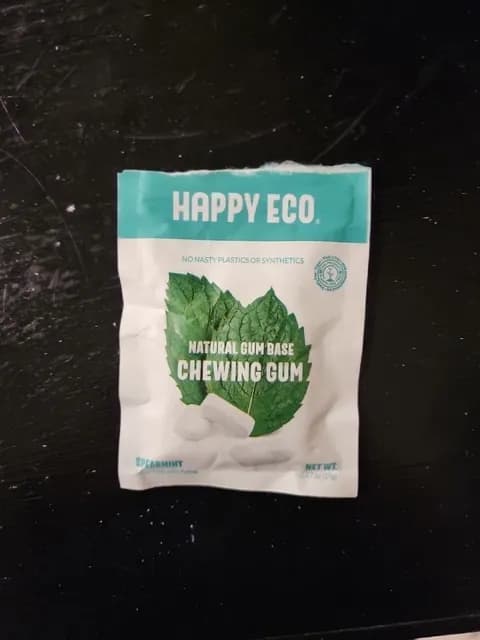 HAPPY ECO.
NO NASTY PLASTICS OR SYNTHETICS
NATURAL GUM BASE
CHEWING GUM
SPEARMINT
NET WT.